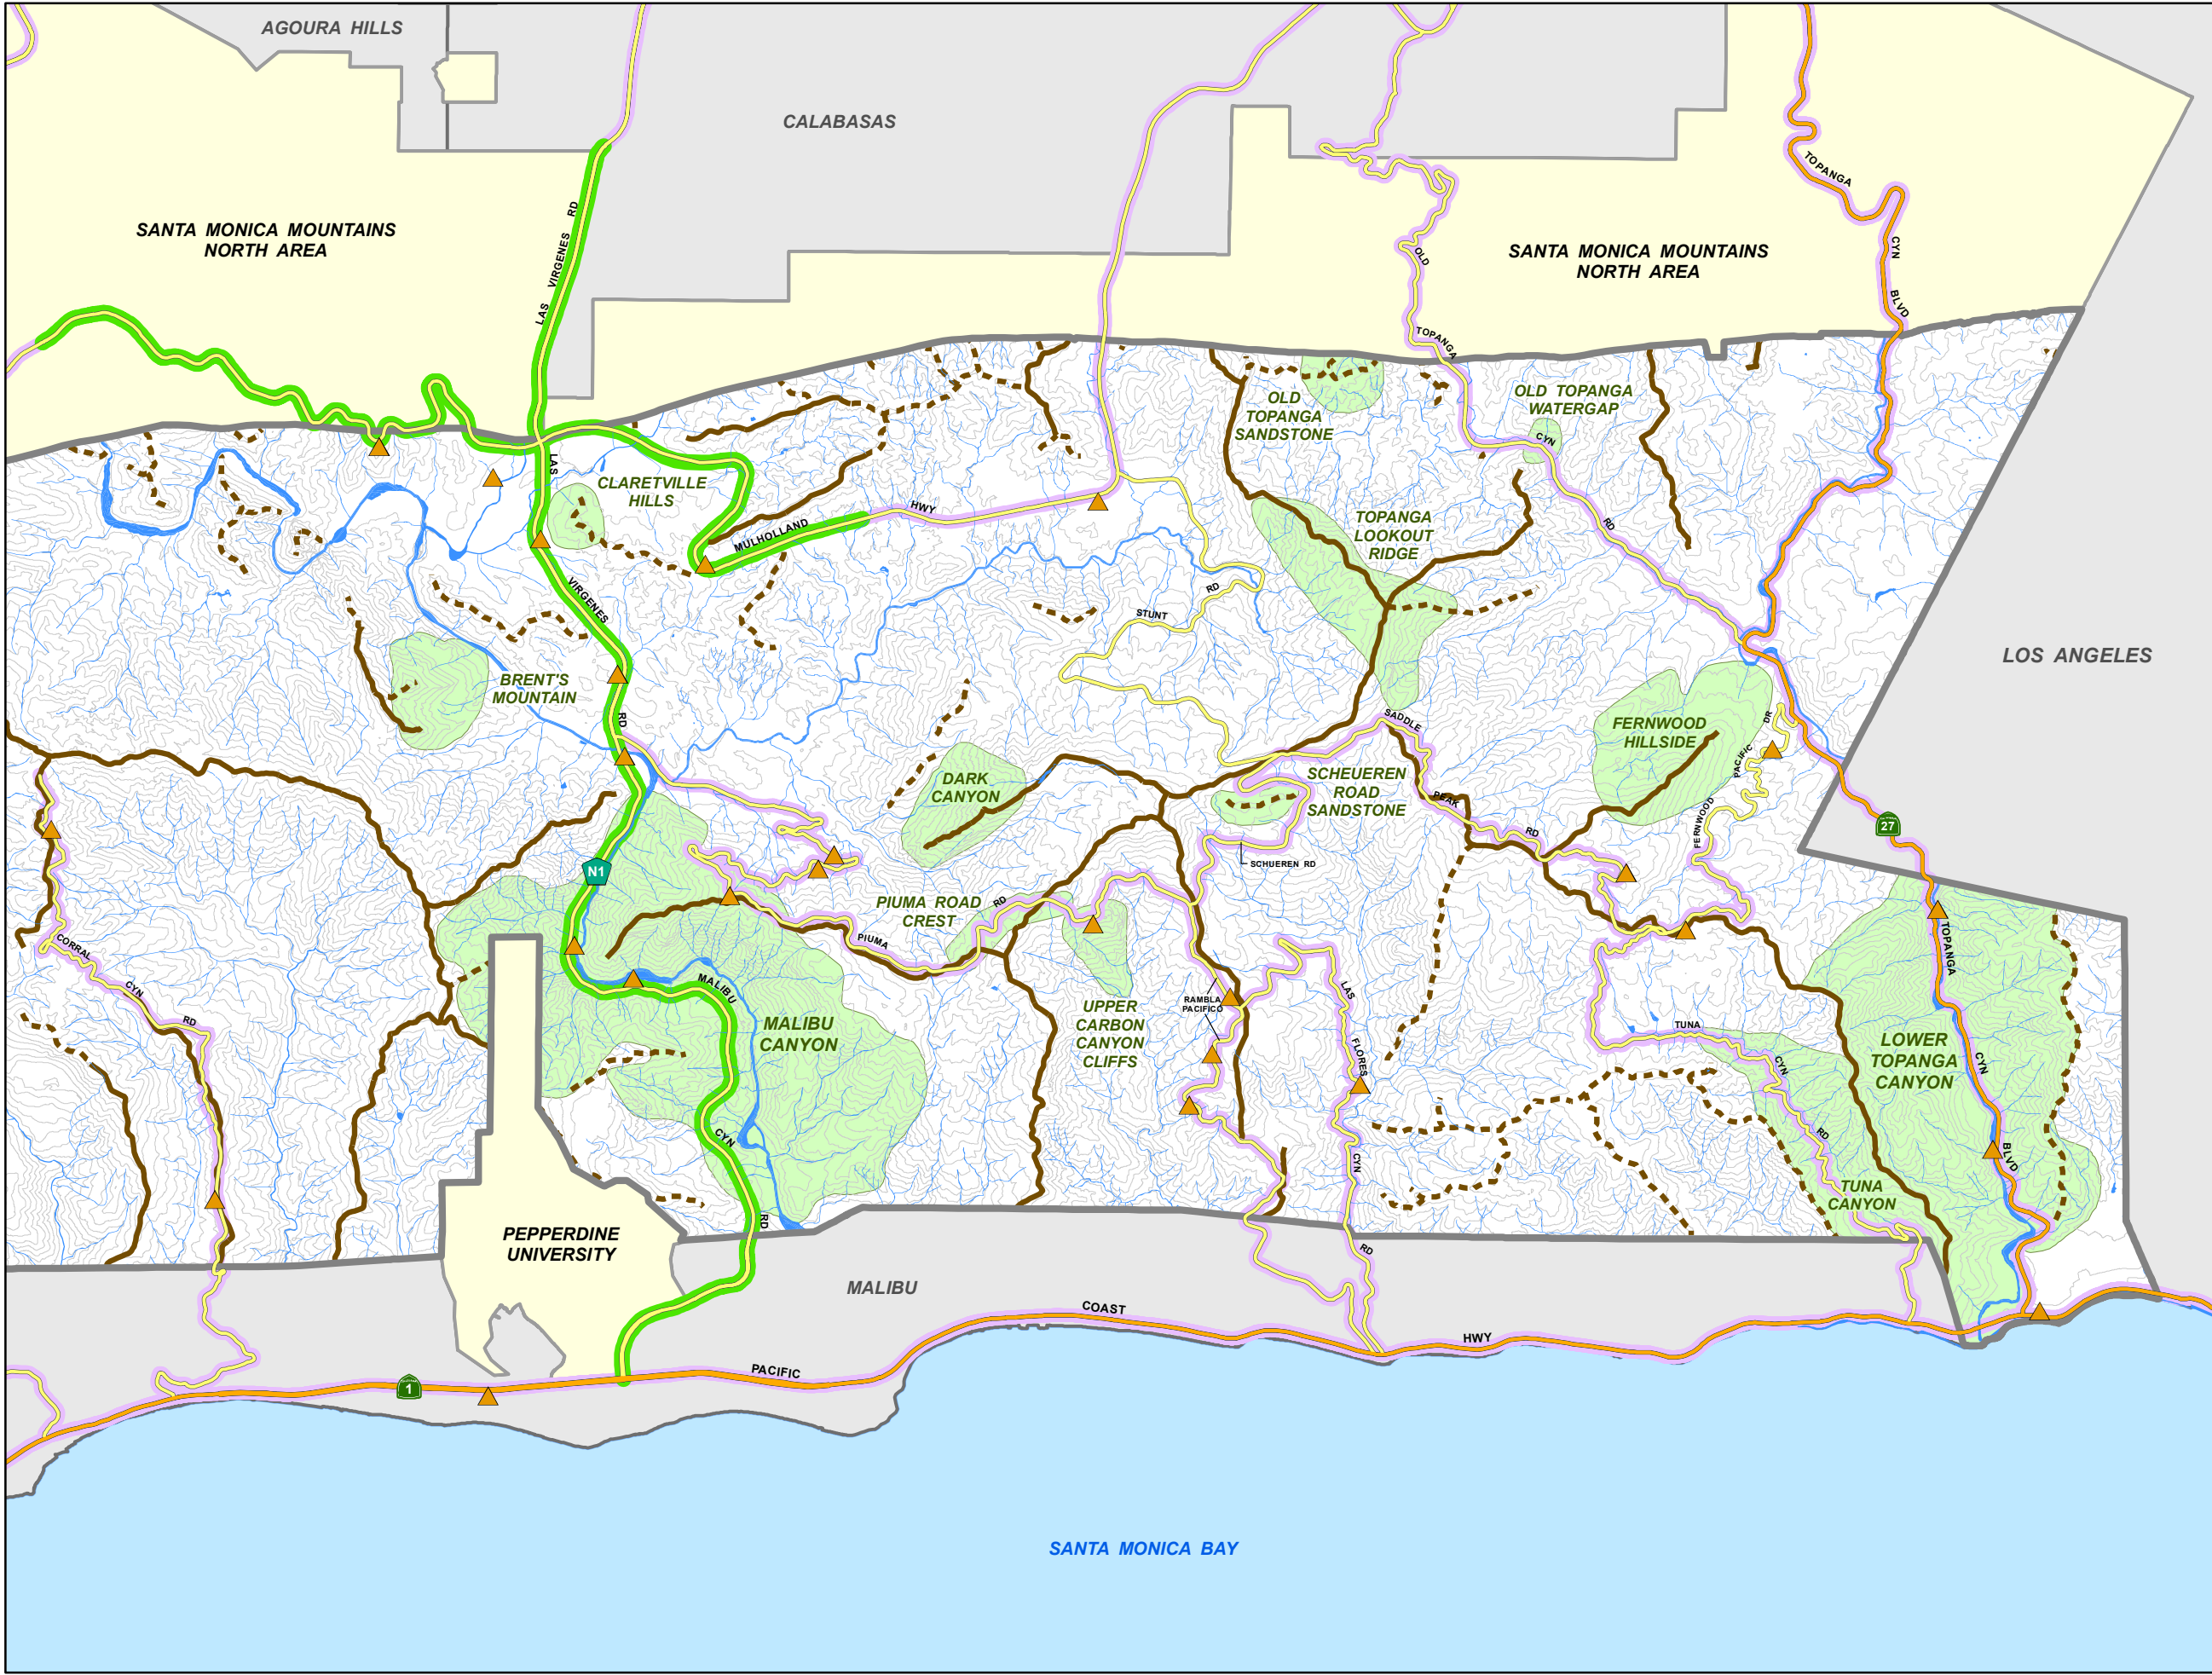 AGOURA HILLS
CALABASAS
TOPANGA
SANTA MONICA MOUNTAINS
NORTH AREA
LAS VIRGENES RD
SANTA MONICA MOUNTAINS
NORTH AREA
OLD
CYN
BLVD
TOPANGA
OLD
TOPANGA
SANDSTONE
OLD TOPANGA
WATERGAP
CYN
LAS
CLARETVILLE
HILLS
HWY
MULHOLLAND
TOPANGA
LOOKOUT
RIDGE
RD
VIRGENES
RD
STUNT
LOS ANGELES
BRENT'S
MOUNTAIN
RD
SADDLE
FERNWOOD
HILLSIDE
DR
PACIFIC
FERNWOOD
DARK
CANYON
SCHEUEREN
ROAD
SANDSTONE
PEAK
RD
27
SCHUEREN RD
N1
PIUMA ROAD
CREST
RD
PIUMA
CORRAL
CYN
RD
MALIBU
MALIBU
CANYON
UPPER
CARBON
CANYON
CLIFFS
RAMBLA
PACIFICO
LAS
FLORES
CYN
RD
TOPANGA
CYN
BLVD
TUNA
CYN
RD
LOWER
TOPANGA
CANYON
CYN
RD
TUNA
CANYON
PEPPERDINE
UNIVERSITY
MALIBU
COAST
HWY
PACIFIC
1
SANTA MONICA BAY